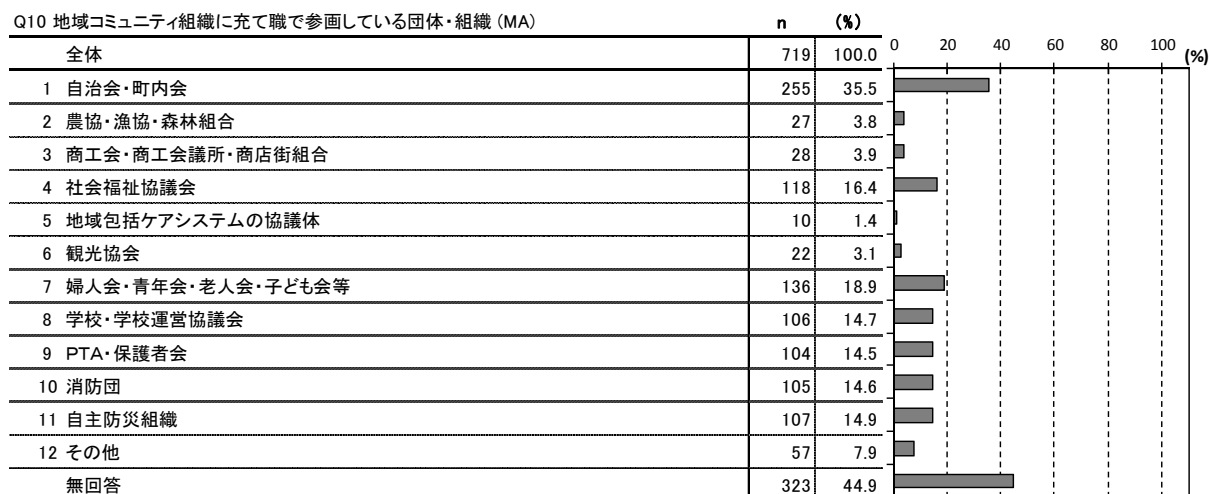 Q10 地域コミュニティ組織に充て職で参画している団体・組織 (MA) n (%)
全体 719 100.0 0 20 40 60 80 100 (%)
1 自治会・町内会 255 35.5
2 農協・漁協・森林組合 27 3.8
3 商工会・商工会議所・商店街組合 28 3.9
4 社会福祉協議会 118 16.4
5 地域包括ケアシステムの協議体 10 1.4
6 観光協会 22 3.1
7 婦人会・青年会・老人会・子ども会等 136 18.9
8 学校・学校運営協議会 106 14.7
9 PTA・保護者会 104 14.5
10 消防団 105 14.6
11 自主防災組織 107 14.9
12 その他 57 7.9
無回答 323 44.9